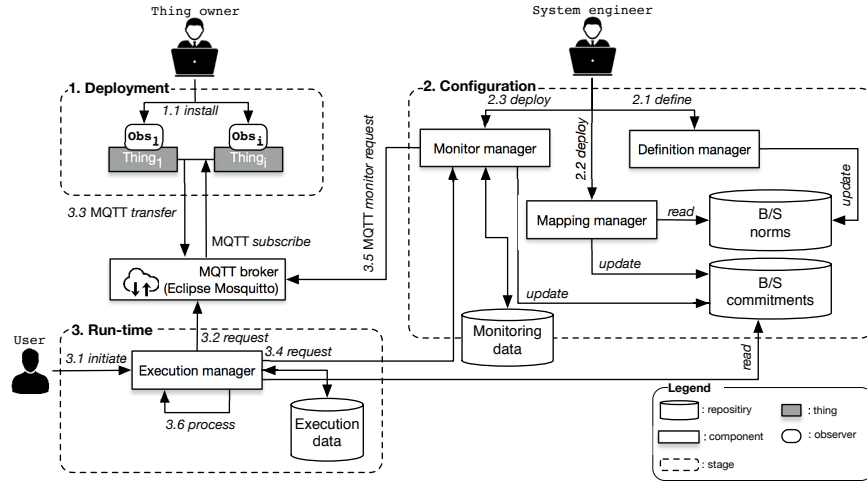 Thing owner
System engineer
1. Deployment
2. Configuration
1.1 install
2.3 deploy
2.1 define
Obs1
Obsi
Thing1
Thingi
Monitor manager
Definition manager
2.2 deploy
update
3.3 MQTT transfer
MQTT subscribe
3.5 MQTT monitor request
Mapping manager
read
B/S
norms
MQTT broker
(Eclipse Mosquitto)
update
B/S
commitments
update
Monitoring
data
User
3. Run-time
3.1 initiate
3.2 request
3.4 request
read
Execution manager
3.6 process
Execution
data
Legend
: repositiry
: thing
: component
: observer
: stage